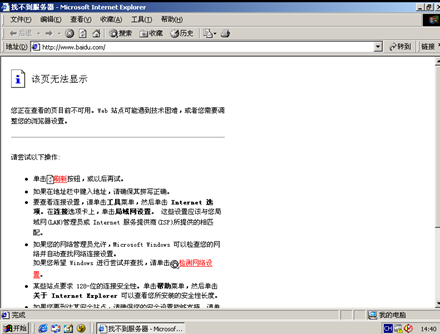 找不到服务器 - Microsoft Internet Explorer
文件(F) 编辑(E) 查看(V) 收藏(A) 工具(T) 帮助(H)
后退 搜索 收藏 历史
地址(D) http://www.baidu.com/ 转到 链接
该页无法显示
您正在查看的页目前不可用。Web 站点可能遇到技术困难，或者您需要调
整您的浏览器设置。
请尝试以下操作:
单击 刷新按钮，或以后再试。
如果在地址栏中键入地址，请确保其拼写正确。
要查看连接设置，请单击工具菜单，然后单击 Internet 选
项。在连接选项卡上，单击局域网设置。 这些设置应该与您局
域网(LAN)管理员或 Internet 服务提供商(ISP)所提供的相匹
配。
如果您的网络管理员允许，Microsoft Windows 可以检查您的网
络并自动查找网络连接设置。
如果您希望 Windows 进行尝试并查找，请单击 检测网络设
置。
某些站点要求 128-位的连接安全性。单击帮助菜单，然后单击
关于 Internet Explorer 可以查看您所安装的安全性长度。
完成 我的电脑
开始 找不到服务器 - Microsof... CH 14:40